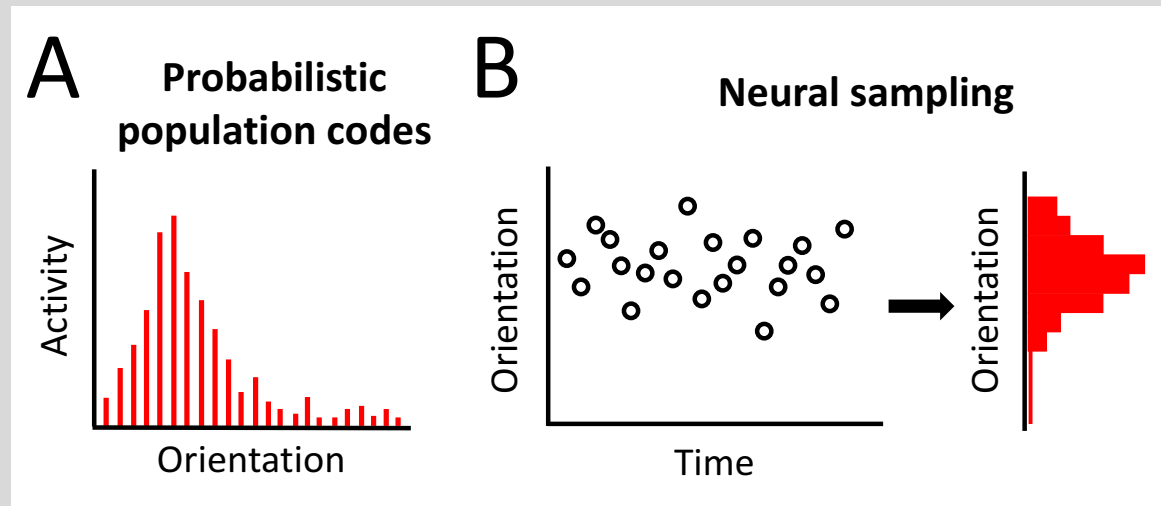 A
Probabilistic
population codes
Activity
Orientation
B
Neural sampling
Orientation
Time
Orientation